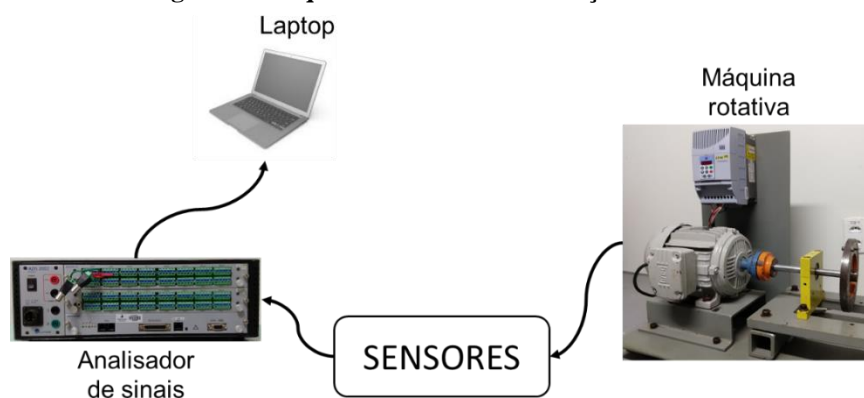 Laptop
Máquina
rotativa
SENSORES
Analisador
de sinais